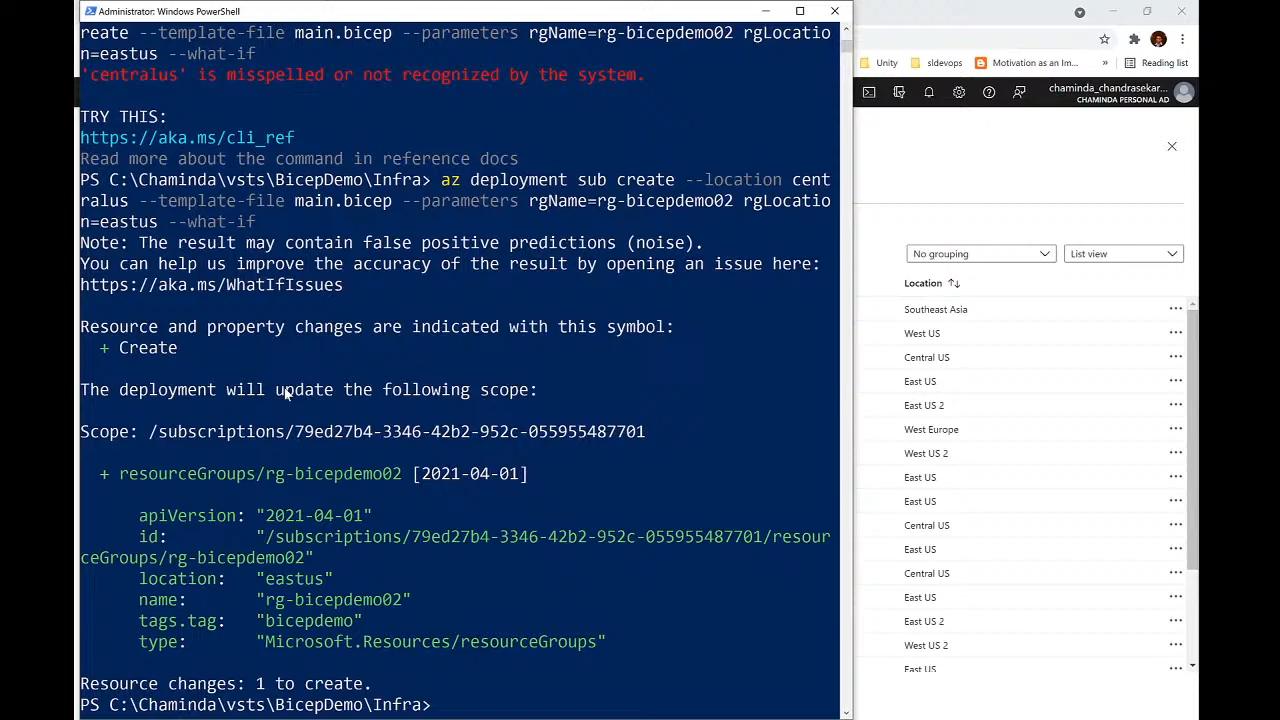 Administrator: Windows PowerShell
reate --template-file main.bicep --parameters rgName=rg-bicepdemo02 rgLocatio
n=eastus --what-if
'centralus' is misspelled or not recognized by the system.
TRY THIS:
https://aka.ms/cli_ref
Read more about the command in reference docs
PS C:\Chaminda\vsts\BicepDemo\Infra> az deployment sub create --location cent
ralus --template-file main.bicep --parameters rgName=rg-bicepdemo02 rgLocatio
n=eastus --what-if
Note: The result may contain false positive predictions (noise).
You can help us improve the accuracy of the result by opening an issue here:
https://aka.ms/WhatIfIssues
Resource and property changes are indicated with this symbol:
+ Create
The deployment will update the following scope:
Scope: /subscriptions/79ed27b4-3346-42b2-952c-055955487701
+ resourceGroups/rg-bicepdemo02 [2021-04-01]
apiVersion: "2021-04-01"
id: "/subscriptions/79ed27b4-3346-42b2-952c-055955487701/resour
ceGroups/rg-bicepdemo02"
location: "eastus"
name: "rg-bicepdemo02"
tags.tag: "bicepdemo"
type: "Microsoft.Resources/resourceGroups"
Resource changes: 1 to create.
PS C:\Chaminda\vsts\BicepDemo\Infra>
Unity
sldevops
Motivation as an Im...
»
Reading list
chaminda_chandrasekar...
CHAMINDA PERSONAL AD
No grouping
List view
Location ↑↓
Southeast Asia
West US
Central US
East US
East US 2
West Europe
West US 2
East US
East US
Central US
East US
Central US
East US
East US 2
West US 2
East US